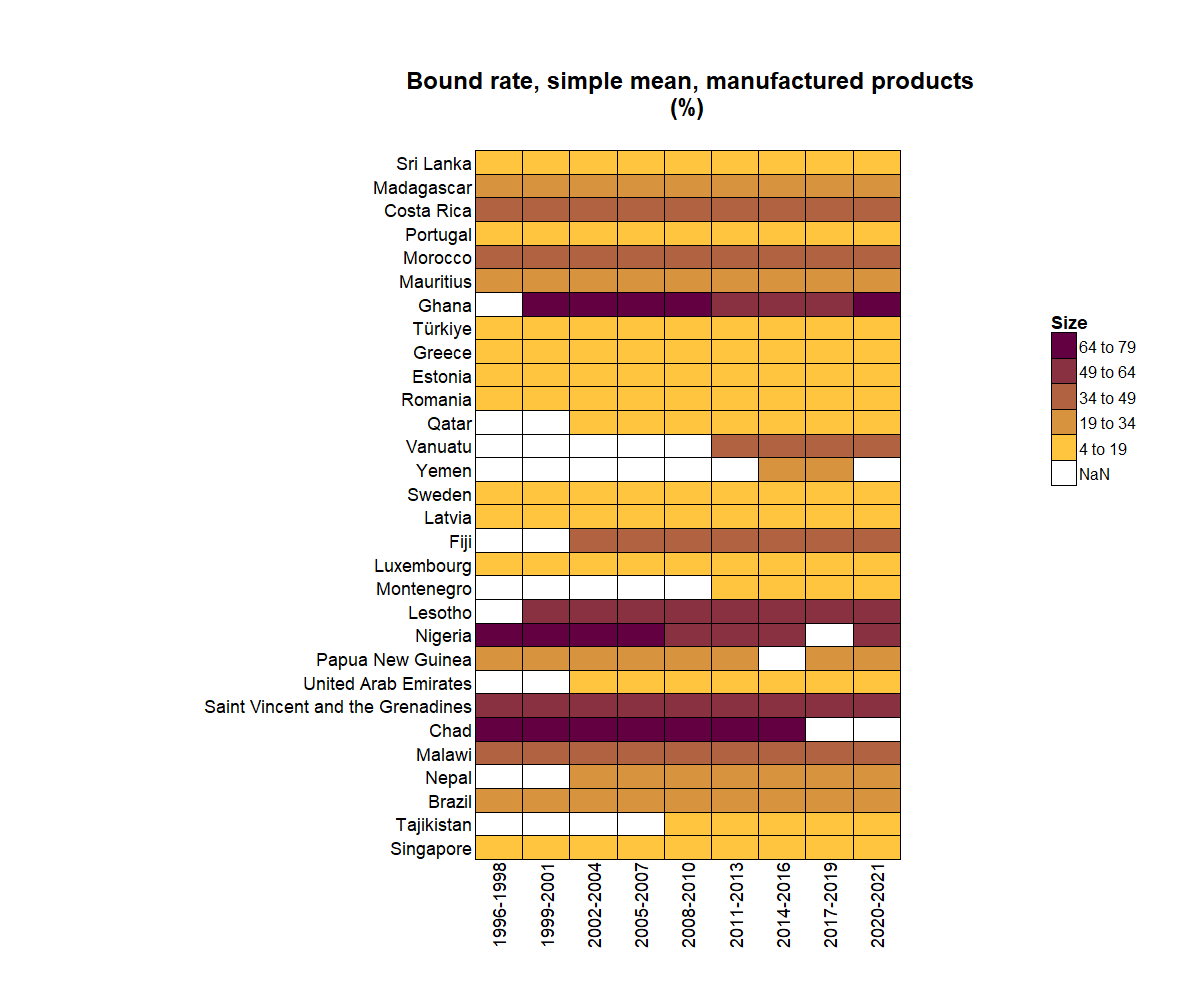 Bound rate, simple mean, manufactured products
(%)
Sri Lanka
Madagascar
Costa Rica
Portugal
Morocco
Mauritius
Ghana
Türkiye
Greece
Estonia
Romania
Qatar
Vanuatu
Yemen
Sweden
Latvia
Fiji
Luxembourg
Montenegro
Lesotho
Nigeria
Papua New Guinea
United Arab Emirates
Saint Vincent and the Grenadines
Chad
Malawi
Nepal
Brazil
Tajikistan
Singapore
1996-1998
1999-2001
2002-2004
2005-2007
2008-2010
2011-2013
2014-2016
2017-2019
2020-2021
Size
64 to 79
49 to 64
34 to 49
19 to 34
4 to 19
NaN